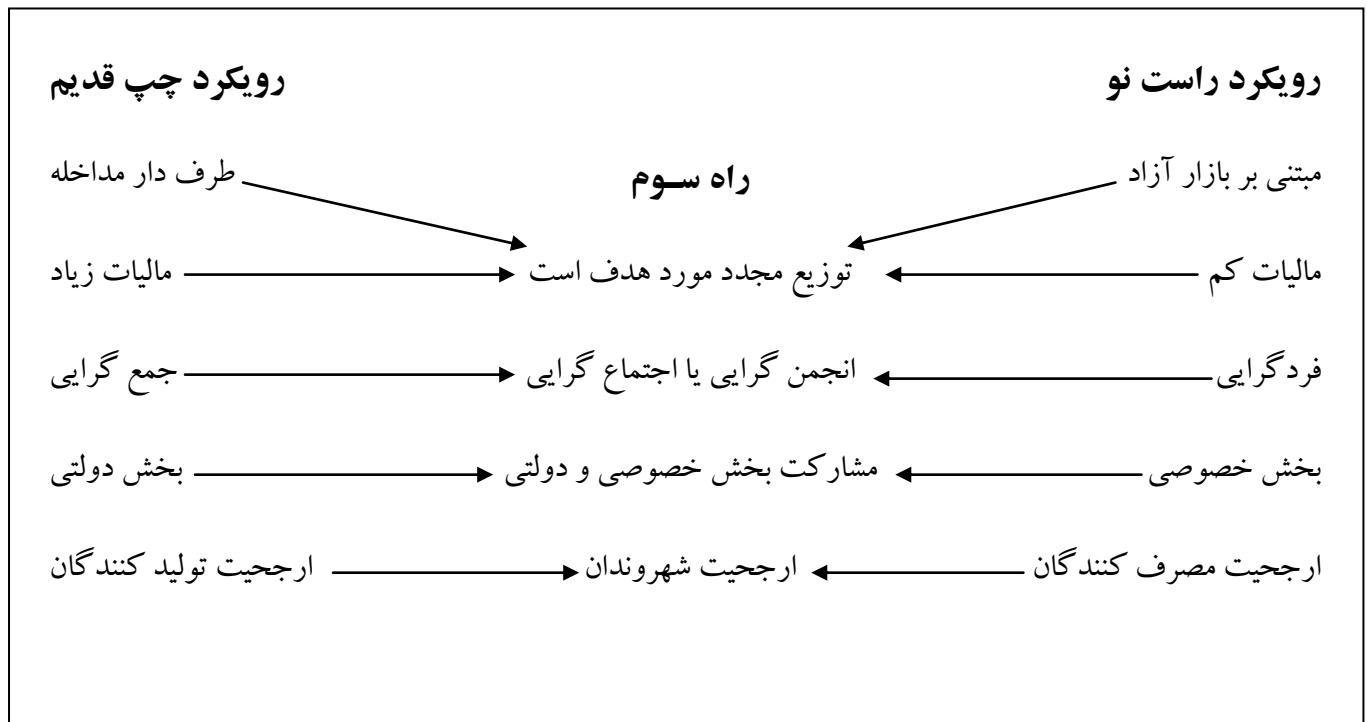 رویکرد راست نو رویکرد چپ قدیم
مبتنی بر بازار آزاد راه سـوم طرف دار مداخله
مالیات کم توزیع مجدد مورد هدف است مالیات زیاد
فردگرایی انجمن گرایی یا اجتماع گرایی جمع گرایی
بخش خصوصی مشارکت بخش خصوصی و دولتی بخش دولتی
ارجحیت مصرف کنندگان ارجحیت شهروندان ارجحیت تولید کنندگان